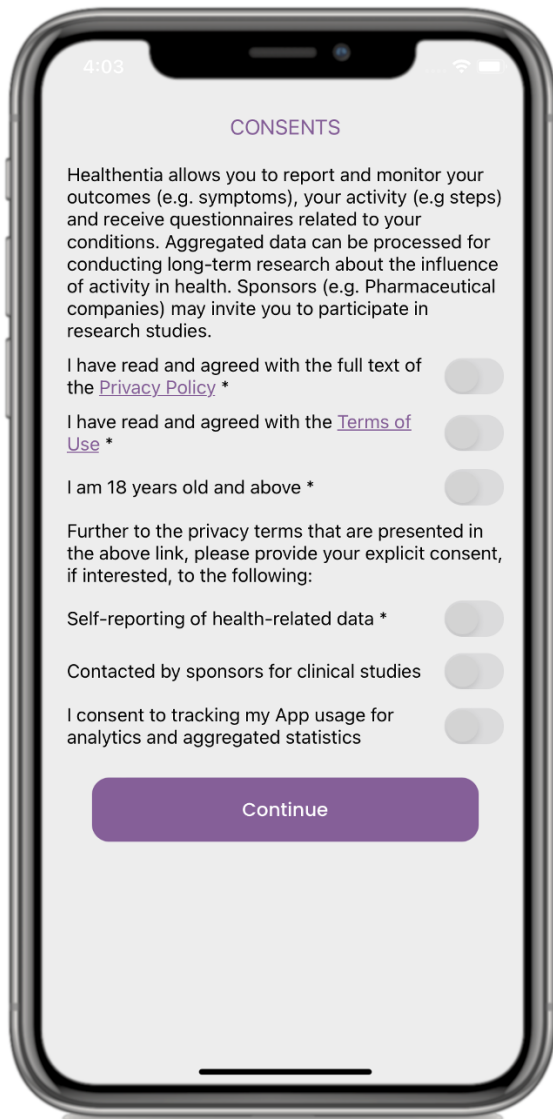 4:03
CONSENTS
Healthentia allows you to report and monitor your
outcomes (e.g. symptoms), your activity (e.g steps)
and receive questionnaires related to your
conditions. Aggregated data can be processed for
conducting long-term research about the influence
of activity in health. Sponsors (e.g. Pharmaceutical
companies) may invite you to participate in
research studies.
I have read and agreed with the full text of
the Privacy Policy *
I have read and agreed with the Terms of
Use *
I am 18 years old and above *
Further to the privacy terms that are presented in
the above link, please provide your explicit consent,
if interested, to the following:
Self-reporting of health-related data *
Contacted by sponsors for clinical studies
I consent to tracking my App usage for
analytics and aggregated statistics
Continue